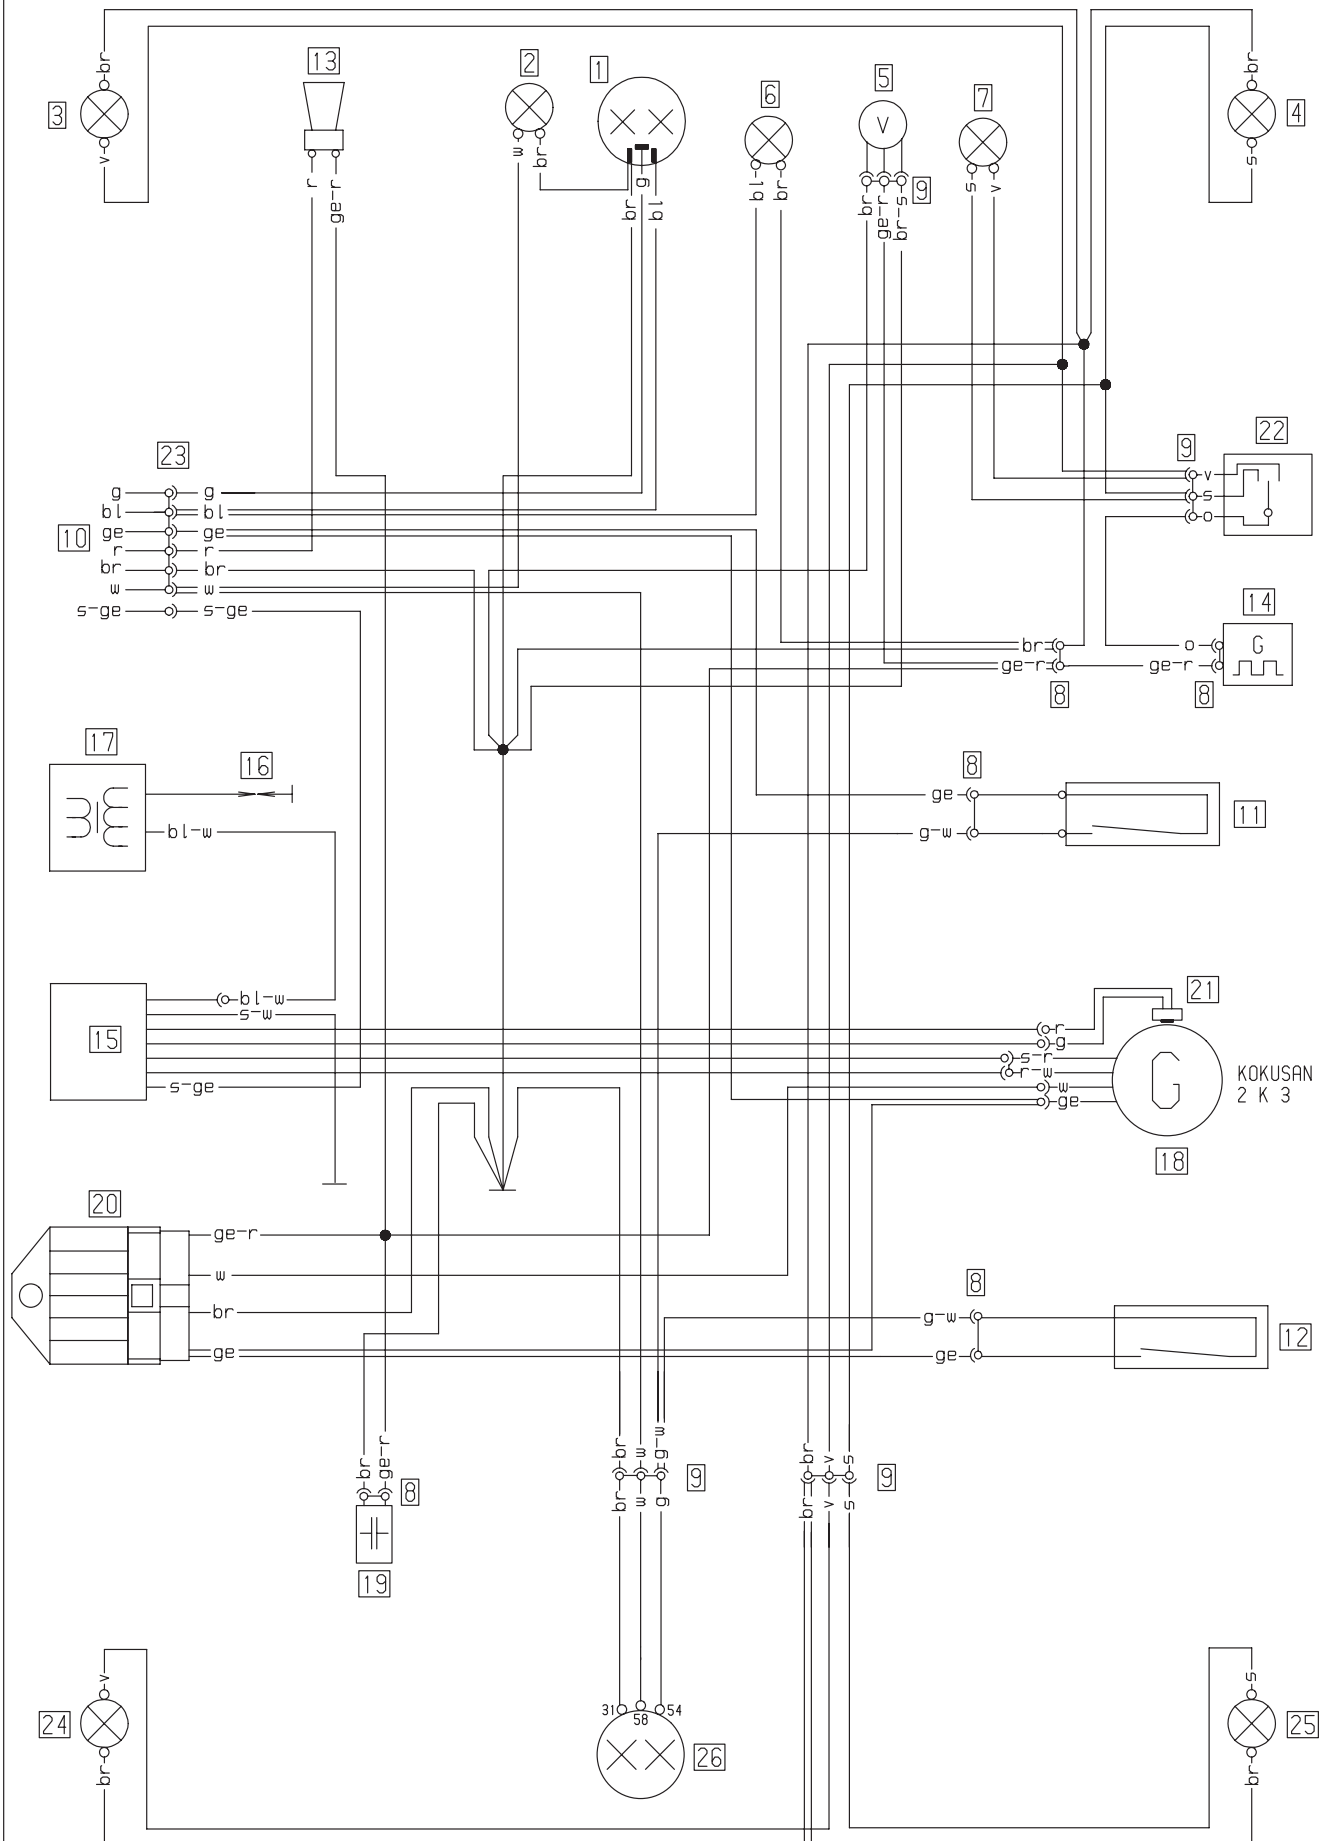 br
13
2
1
6
5
7
br
3
V
4
v
w
br
g
s
r
ge-r
br
bl
bl
br
br
ge-r
br-s
9
s
v
23
22
9
g
g
v
bl
bl
s
10
ge
ge
o
r
r
br
br
w
w
s-ge
s-ge
14
br
o
G
ge-r
ge-r
8
8
17
16
8
bl-w
ge
11
g-w
21
bl-w
s-w
15
r
g
s-r
G
KOKUSAN
r-w
2 K 3
s-ge
w
ge
18
20
ge-r
w
8
br
g-w
12
ge
ge
br
ge-r
br
w
g-w
br
v
s
8
9
9
br
w
g
br
v
s
19
v
s
31
58
54
24
26
25
br
br